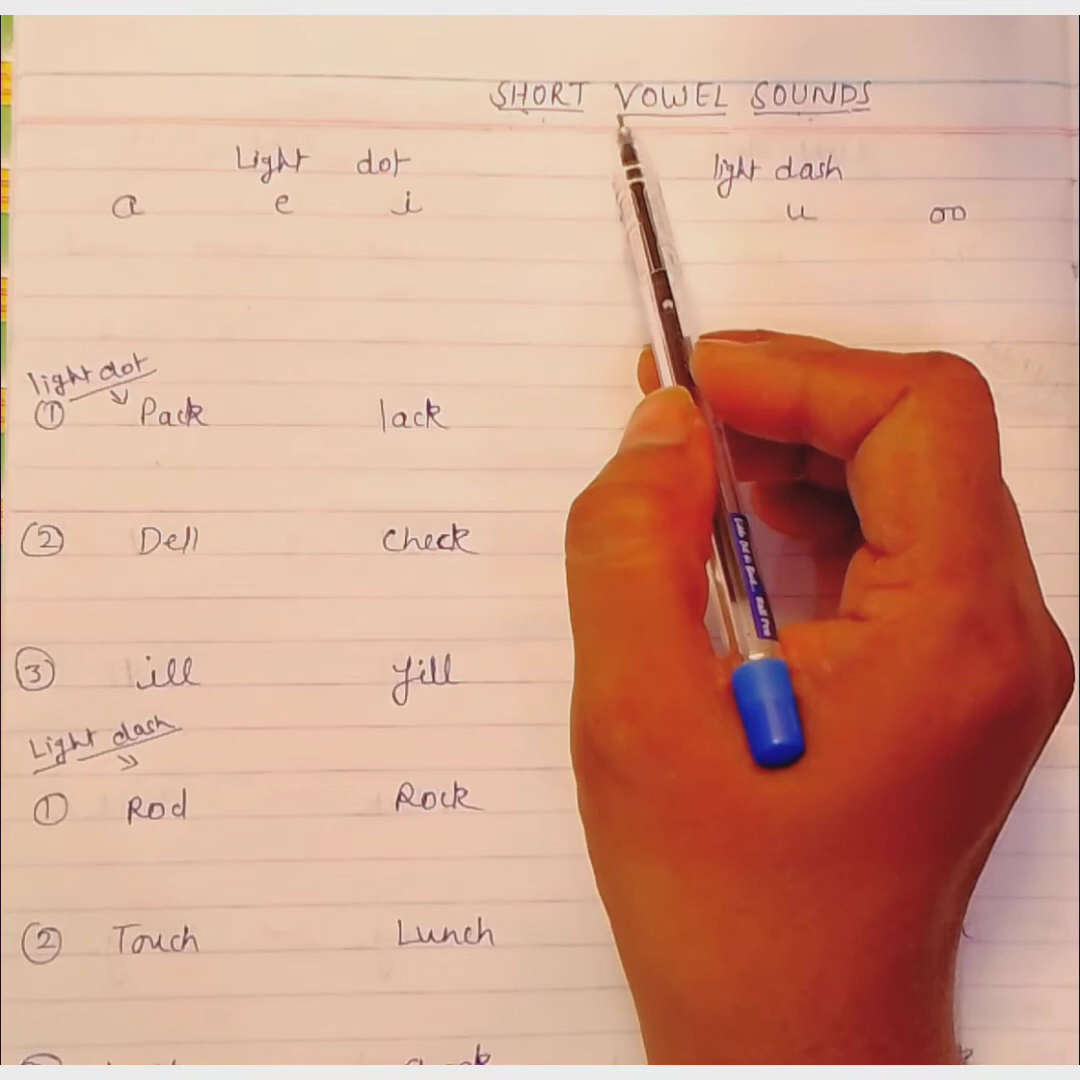 SHORT VOWEL SOUNDS
Light dot light dash
a e i u oo
light dot
① Pack lack
② Dell check
③ ill Jill
Light dash
① Rod Rock
② Touch Lunch